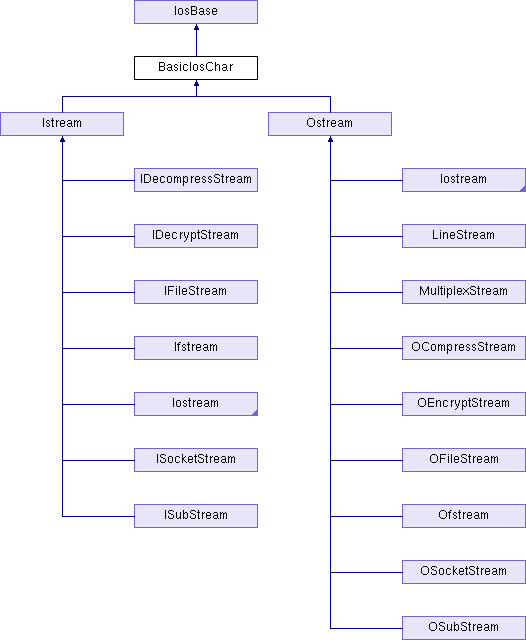 IosBase
BasicIosChar
Istream
Ostream
IDecompressStream
IDecryptStream
IFileStream
Ifstream
Iostream
ISocketStream
ISubStream
Iostream
LineStream
MultiplexStream
OCompressStream
OEncryptStream
OFileStream
Ofstream
OSocketStream
OSubStream